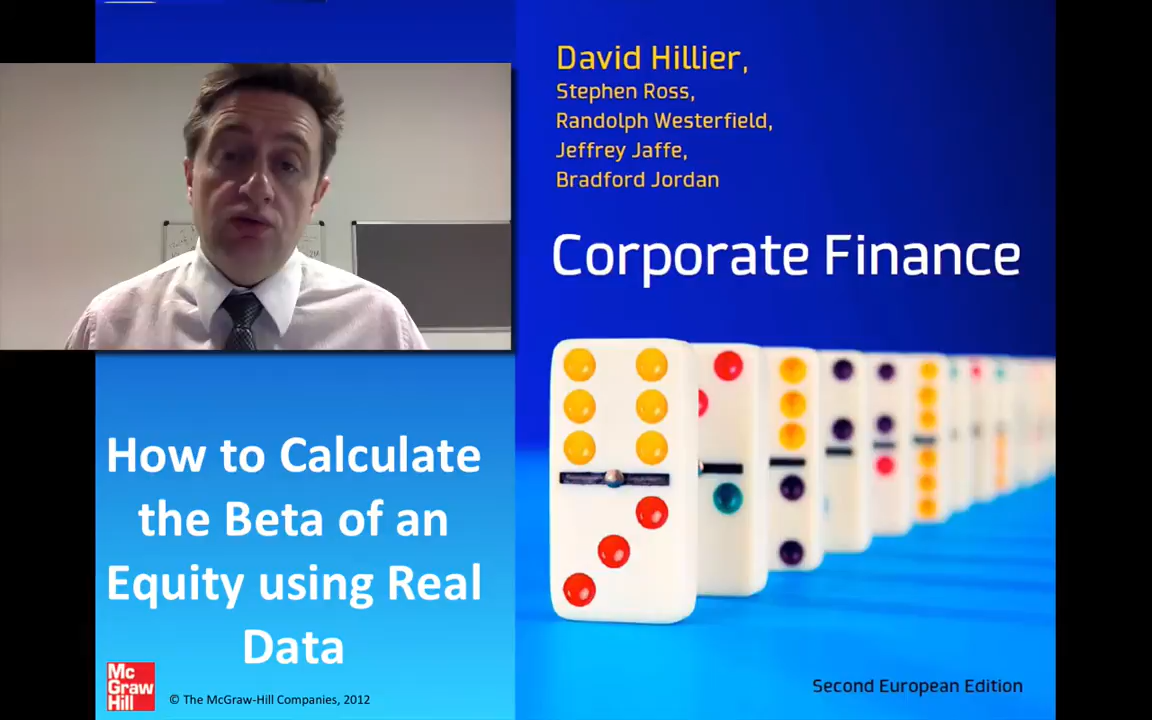 David Hillier,
Stephen Ross,
Randolph Westerfield,
Jeffrey Jaffe,
Bradford Jordan
Corporate Finance
How to Calculate
the Beta of an
Equity using Real
Data
Mc
Graw
Hill
© The McGraw-Hill Companies, 2012
Second European Edition